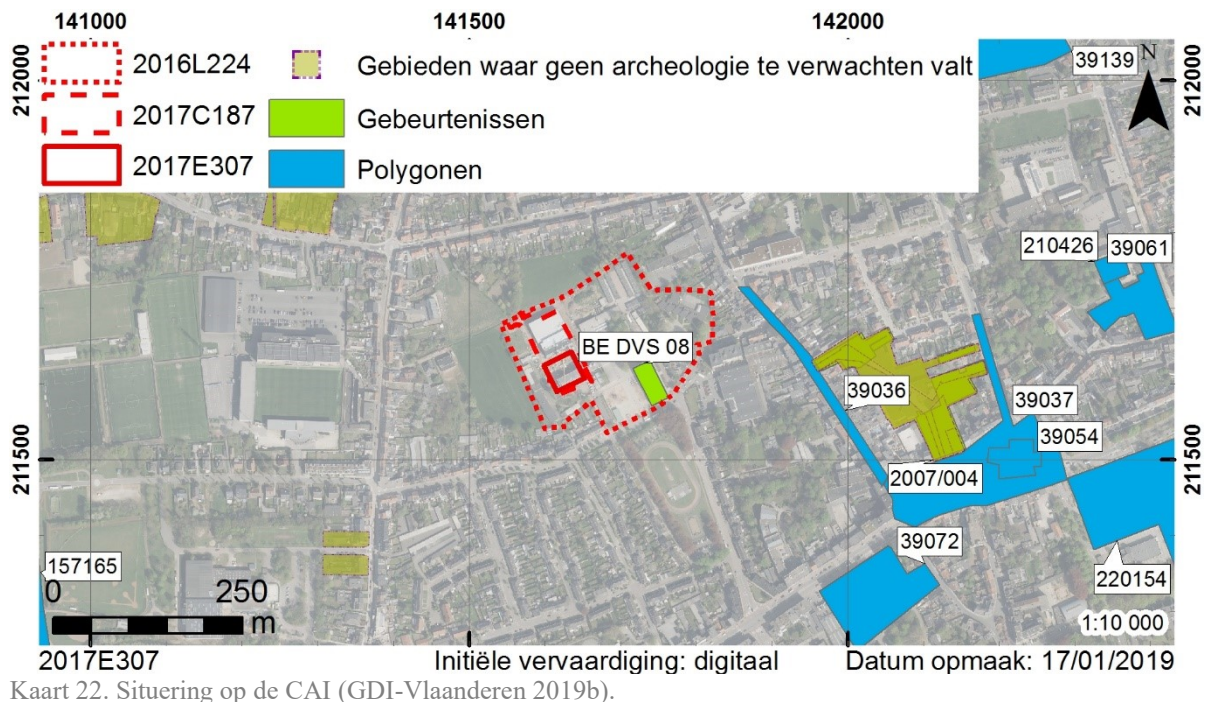 141000 141500 142000
2016L224 Gebieden waar geen archeologie te verwachten valt
2017C187 Gebeurtenissen
2017E307 Polygonen
212000 212000
39139
N
210426 39061
BE DVS 08
39036
39037
39054
211500 211500
2007/004
39072
157165
220154
0 250
m
1:10 000
2017E307 Initiële vervaardiging: digitaal Datum opmaak: 17/01/2019
Kaart 22. Situering op de CAI (GDI-Vlaanderen 2019b).